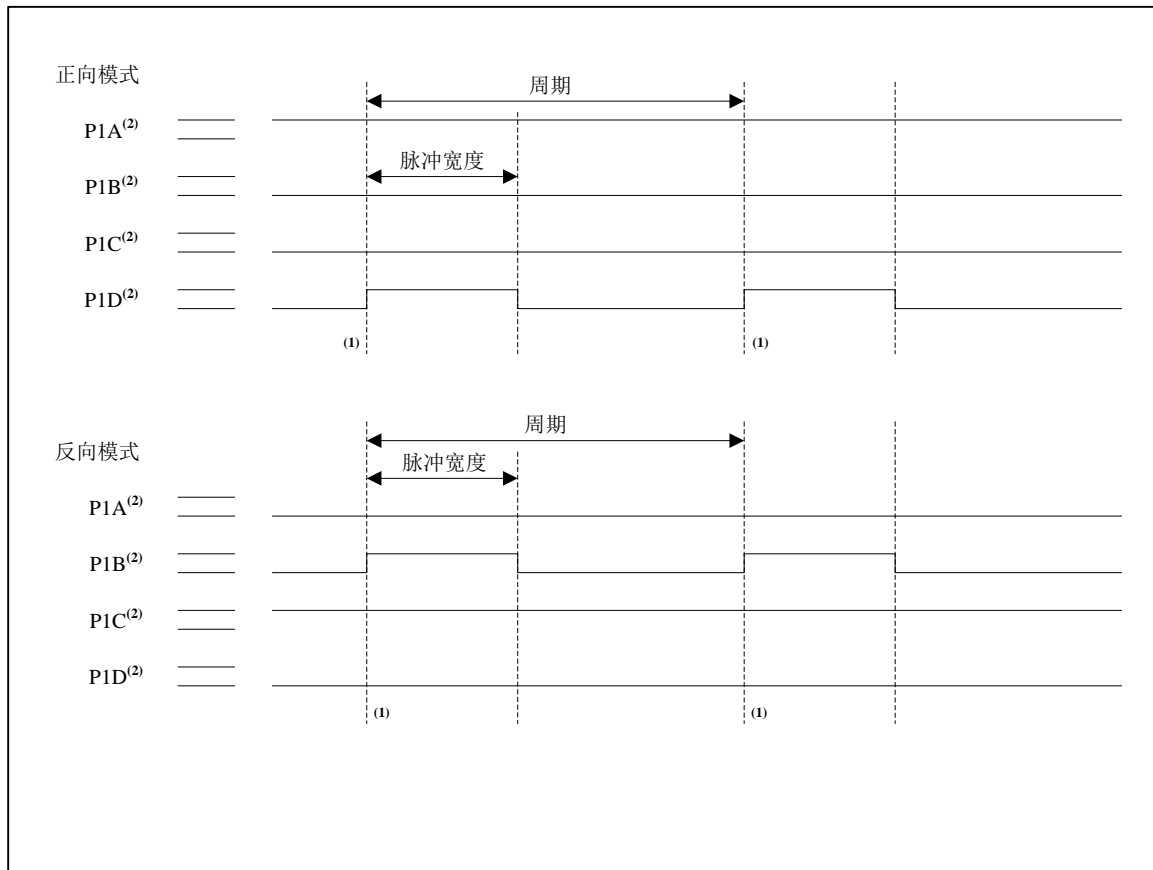 正向模式
周期
P1A(2)
脉冲宽度
P1B(2)
P1C(2)
P1D(2)
(1) (1)
周期
反向模式
脉冲宽度
P1A(2)
P1B(2)
P1C(2)
P1D(2)
(1) (1)